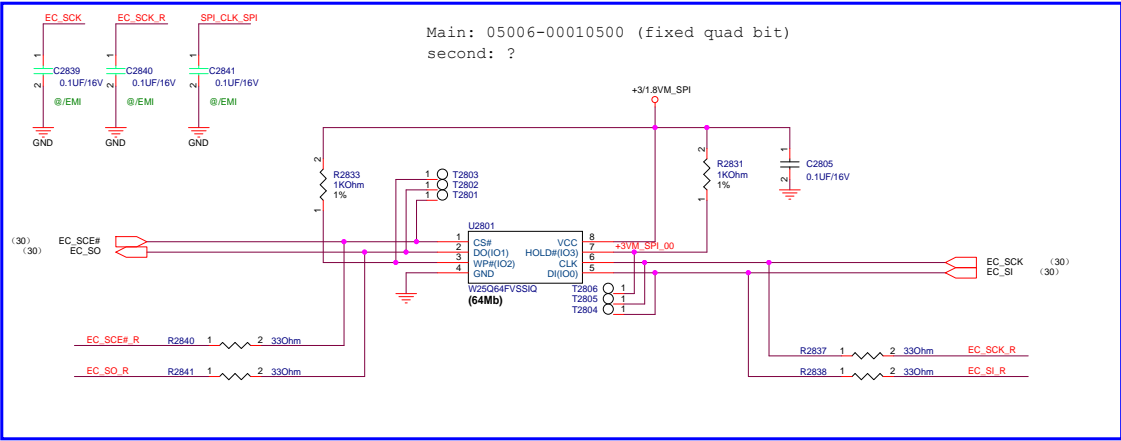 EC_SCK EC_SCK_R SPI_CLK_SPI
Main: 05006-00010500 (fixed quad bit)
second: ?
1 1 1
C2839 C2840 C2841
2 0.1UF/16V 2 0.1UF/16V 2 0.1UF/16V
@/EMI @/EMI @/EMI
GND GND GND
+3/1.8VM_SPI
2 R2833 1KOhm 1% 1
1 T2803
1 T2802
1 T2801
2 R2831 1KOhm 1% 1
1 C2805 2 0.1UF/16V
U2801
(30) EC_SCE# 1 CS# VCC 8
(30) EC_SO 2 DO(IO1) HOLD#(IO3) 7 +3VM_SPI_00
3 WP#(IO2) CLK 6 EC_SCK (30)
4 GND DI(IO0) 5 EC_SI (30)
W25Q64FVSSIQ
(64Mb)
T2806 1
T2805 1
T2804 1
EC_SCE#_R R2840 1 2 33Ohm
EC_SO_R R2841 1 2 33Ohm
R2837 1 2 33Ohm EC_SCK_R
R2838 1 2 33Ohm EC_SI_R